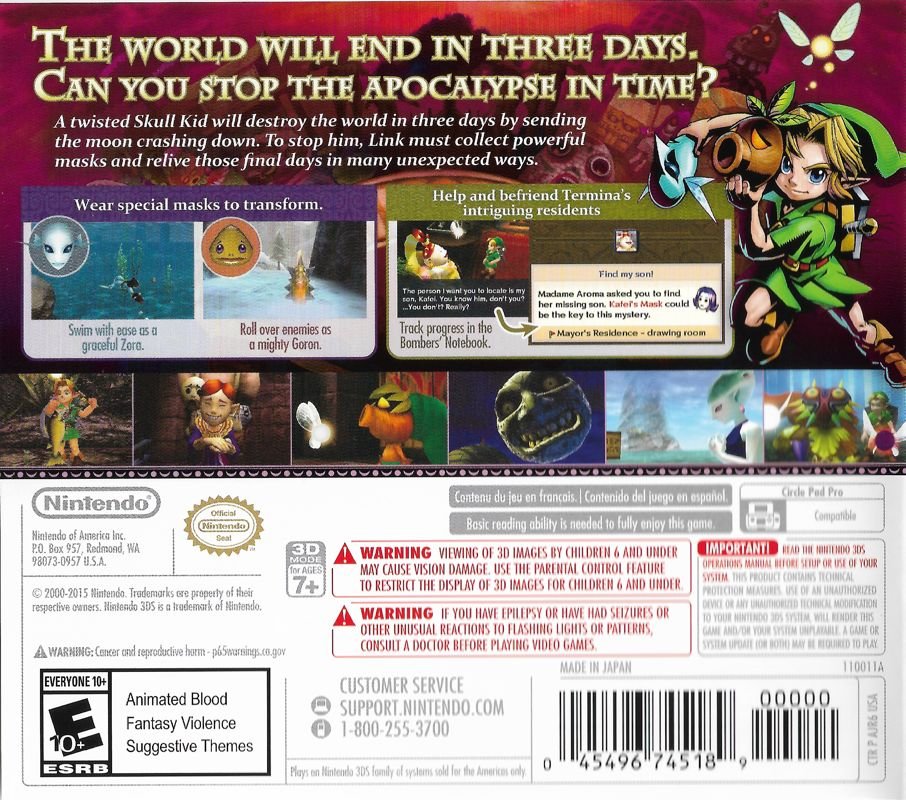 THE WORLD WILL END IN THREE DAYS.
CAN YOU STOP THE APOCALYPSE IN TIME?
A twisted Skull Kid will destroy the world in three days by sending
the moon crashing down. To stop him, Link must collect powerful
masks and relive those final days in many unexpected ways.
Wear special masks to transform.
Swim with ease as a
graceful Zora.
Roll over enemies as
a mighty Goron.
Help and befriend Termina's
intriguing residents
The person I want you to locate is my
son, Kafei. You know him, don't you?
...You don't? Really?
Track progress in the
Bombers' Notebook.
Find my son!
Madame Aroma asked you to find
her missing son. Kafei's Mask could
be the key to this mystery.
Mayor's Residence - drawing room
Nintendo®
Nintendo of America Inc.
P.O. Box 957, Redmond, WA
98073-0957 U.S.A.
Official
Nintendo
Seal
Contenu du jeu en français. | Contenido del juego en español.
Basic reading ability is needed to fully enjoy this game.
Circle Pad Pro
Compatible
© 2000-2015 Nintendo. Trademarks are property of their
respective owners. Nintendo 3DS is a trademark of Nintendo.
3D
MODE
for AGES
7+
WARNING VIEWING OF 3D IMAGES BY CHILDREN 6 AND UNDER
MAY CAUSE VISION DAMAGE. USE THE PARENTAL CONTROL FEATURE
TO RESTRICT THE DISPLAY OF 3D IMAGES FOR CHILDREN 6 AND UNDER.
WARNING IF YOU HAVE EPILEPSY OR HAVE HAD SEIZURES OR
OTHER UNUSUAL REACTIONS TO FLASHING LIGHTS OR PATTERNS,
CONSULT A DOCTOR BEFORE PLAYING VIDEO GAMES.
IMPORTANT! READ THE NINTENDO 3DS
OPERATIONS MANUAL BEFORE SETUP OR USE OF YOUR
SYSTEM. THIS PRODUCT CONTAINS TECHNICAL
PROTECTION MEASURES. USE OF AN UNAUTHORIZED
DEVICE OR ANY UNAUTHORIZED TECHNICAL MODIFICATION
TO YOUR NINTENDO 3DS SYSTEM, WILL RENDER THIS
GAME AND/OR YOUR SYSTEM UNPLAYABLE. A GAME OR
SYSTEM UPDATE (OR BOTH) MAY BE REQUIRED TO PLAY.
WARNING: Cancer and reproductive harm - p65warnings.ca.gov
MADE IN JAPAN
110011A
EVERYONE 10+
E
10+
ESRB
Animated Blood
Fantasy Violence
Suggestive Themes
CUSTOMER SERVICE
SUPPORT.NINTENDO.COM
1-800-255-3700
Plays on Nintendo 3DS family of systems sold for the Americas only.
00000
0 45496 74518 9
CTR P AJR6 USA